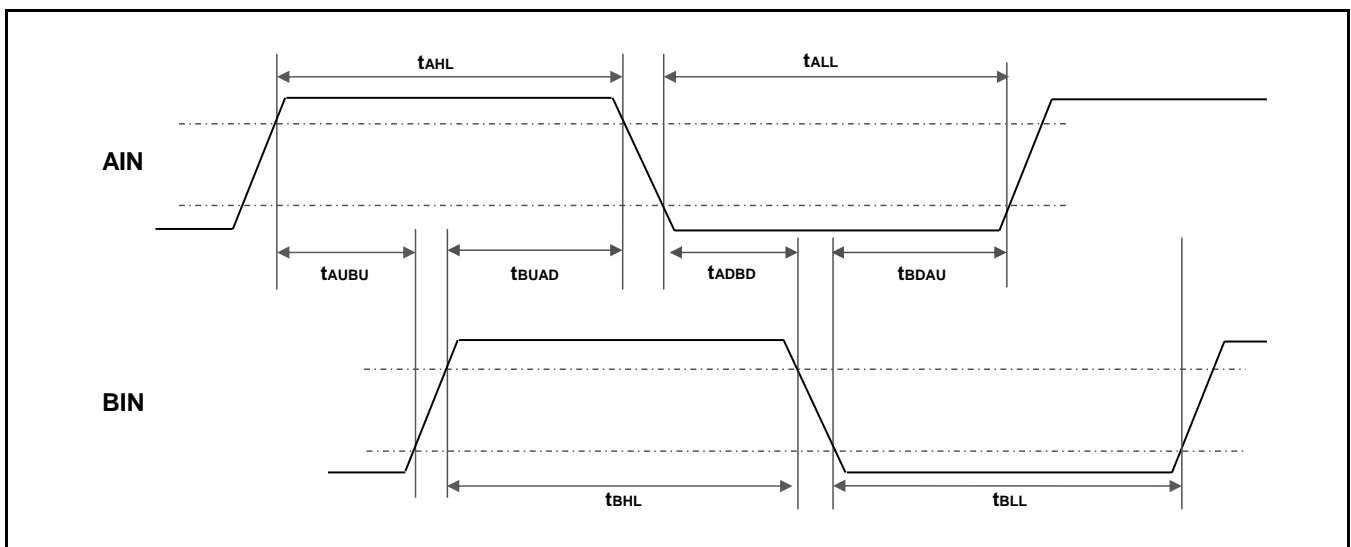 tAHL
tALL
AIN
tAUBU
tBUAD
tADBD
tBDAU
BIN
tBHL
tBLL